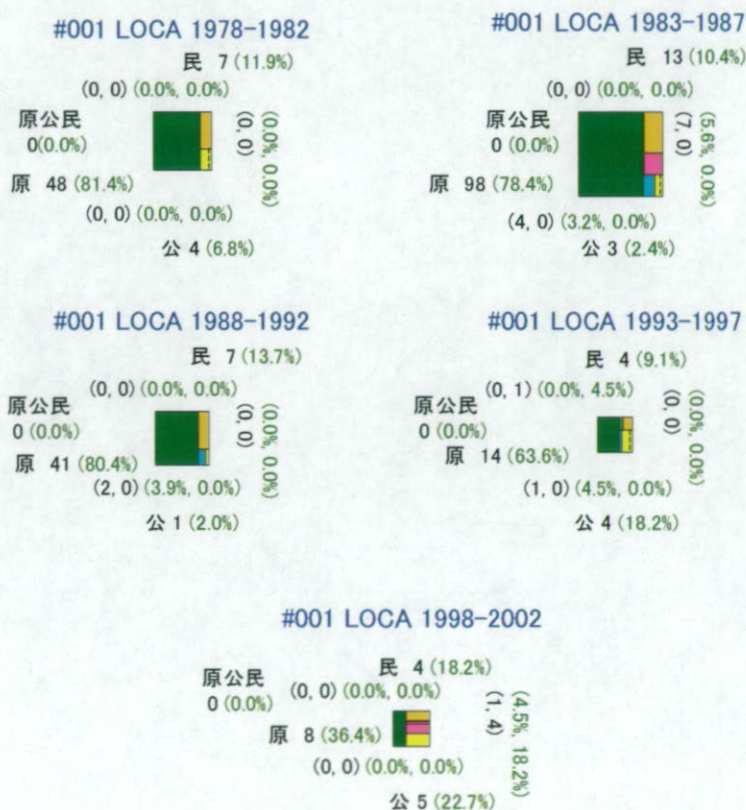 #001 LOCA 1978-1982
民 7 (11.9%)
(0, 0) (0.0%, 0.0%)
原公民
0(0.0%)
(0, 0)
(0.0%, 0.0%)
原 48 (81.4%)
(0, 0) (0.0%, 0.0%)
公 4 (6.8%)
#001 LOCA 1983-1987
民 13 (10.4%)
(0, 0) (0.0%, 0.0%)
原公民
0 (0.0%)
(7, 0)
(5.6%, 0.0%)
原 98 (78.4%)
(4, 0) (3.2%, 0.0%)
公 3 (2.4%)
#001 LOCA 1988-1992
民 7 (13.7%)
(0, 0) (0.0%, 0.0%)
原公民
0 (0.0%)
(0, 0)
(0.0%, 0.0%)
原 41 (80.4%)
(2, 0) (3.9%, 0.0%)
公 1 (2.0%)
#001 LOCA 1993-1997
民 4 (9.1%)
(0, 1) (0.0%, 4.5%)
原公民
0 (0.0%)
(0, 0)
(0.0%, 0.0%)
原 14 (63.6%)
(1, 0) (4.5%, 0.0%)
公 4 (18.2%)
#001 LOCA 1998-2002
民 4 (18.2%)
原公民
0 (0.0%)
(0, 0) (0.0%, 0.0%)
(1, 4)
(4.5%, 18.2%)
原 8 (36.4%)
(0, 0) (0.0%, 0.0%)
公 5 (22.7%)